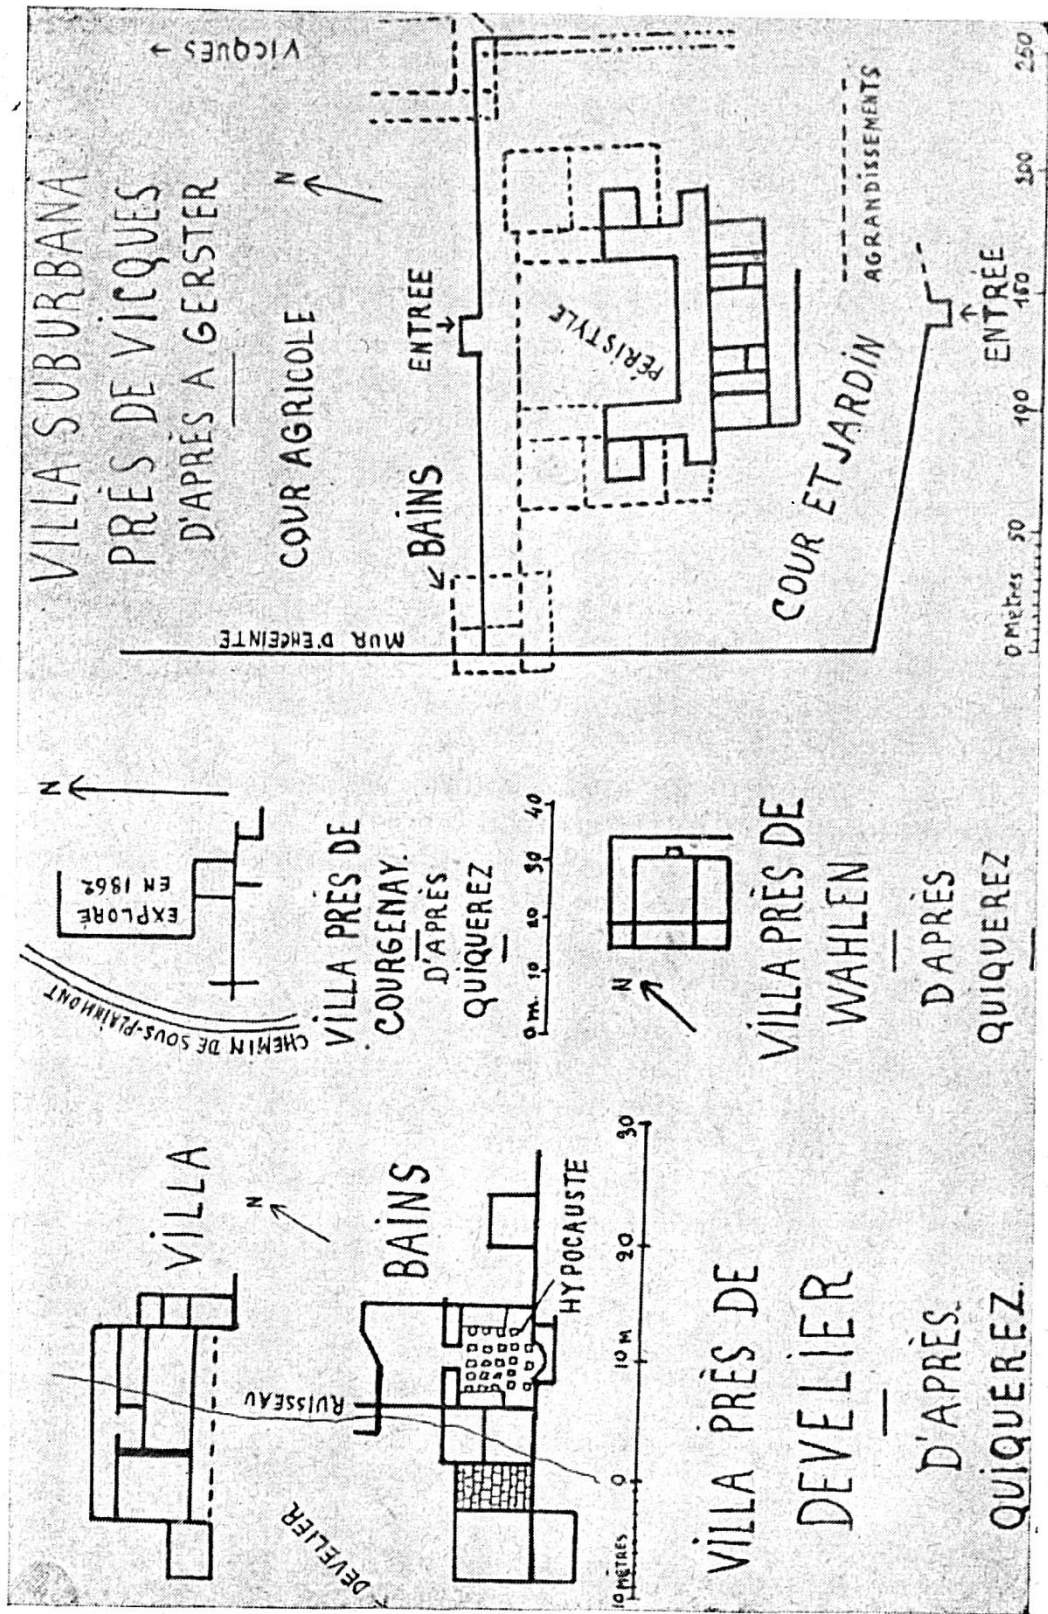 VILLA
N
DEVELIER
RUISSEAU
BAINS
HYPOCAUSTE
10 MÈTRES 0 10 M 20 30
VILLA PRÈS DE
DEVELIER
D'APRÈS
QUIQUEREZ.
N
EXPLORÉ
EN 1862
CHEMIN DE SOUS-PLAINMONT
VILLA PRÈS DE
COURGENAY.
D'APRÈS
QUIQUEREZ
0 m. 10 20 30 40
N
VILLA PRÈS DE
WAHLEN
D'APRÈS
QUIQUEREZ
VILLA SUBURBANA
PRÈS DE VICQUES
D'APRÈS A GERSTER
VICQUES →
N
COUR AGRICOLE
MUR D'ENCEINTE
BAINS
ENTRÉE
PÉRISTYLE
COUR ET JARDIN
AGRANDISSEMENTS
ENTRÉE
0 Mètres 50 100 150 200 250